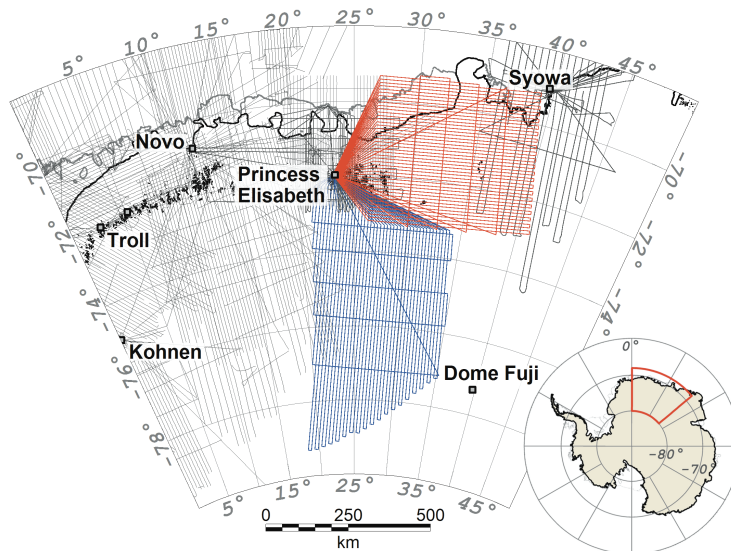 5° 10° 15° 20° 25° 30° 35° 40° 45°
Syowa
Novo
-70° -70°
Princess
Elisabeth
-72° -72°
Troll
-74° -74°
Kohnen
-76°
Dome Fuji
-78°
0°
-80°
-70°
5° 15° 25° 35° 45°
0 250 500
km